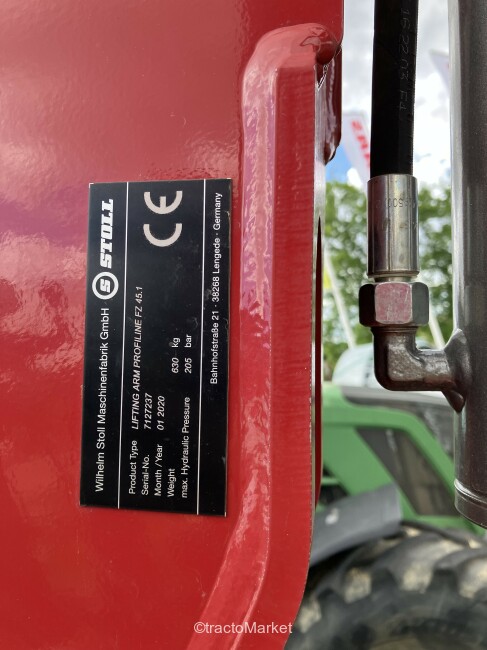 Wilhelm Stoll Maschinenfabrik GmbH S STOLL
Product Type LIFTING ARM PROFILINE FZ 45.1
Serial-No. 7127237
Month / Year 01 2020
Weight 630 kg
max. Hydraulic Pressure 205 bar
CE
Bahnhofstraße 21 · 38268 Lengede · Germany
©tractoMarket